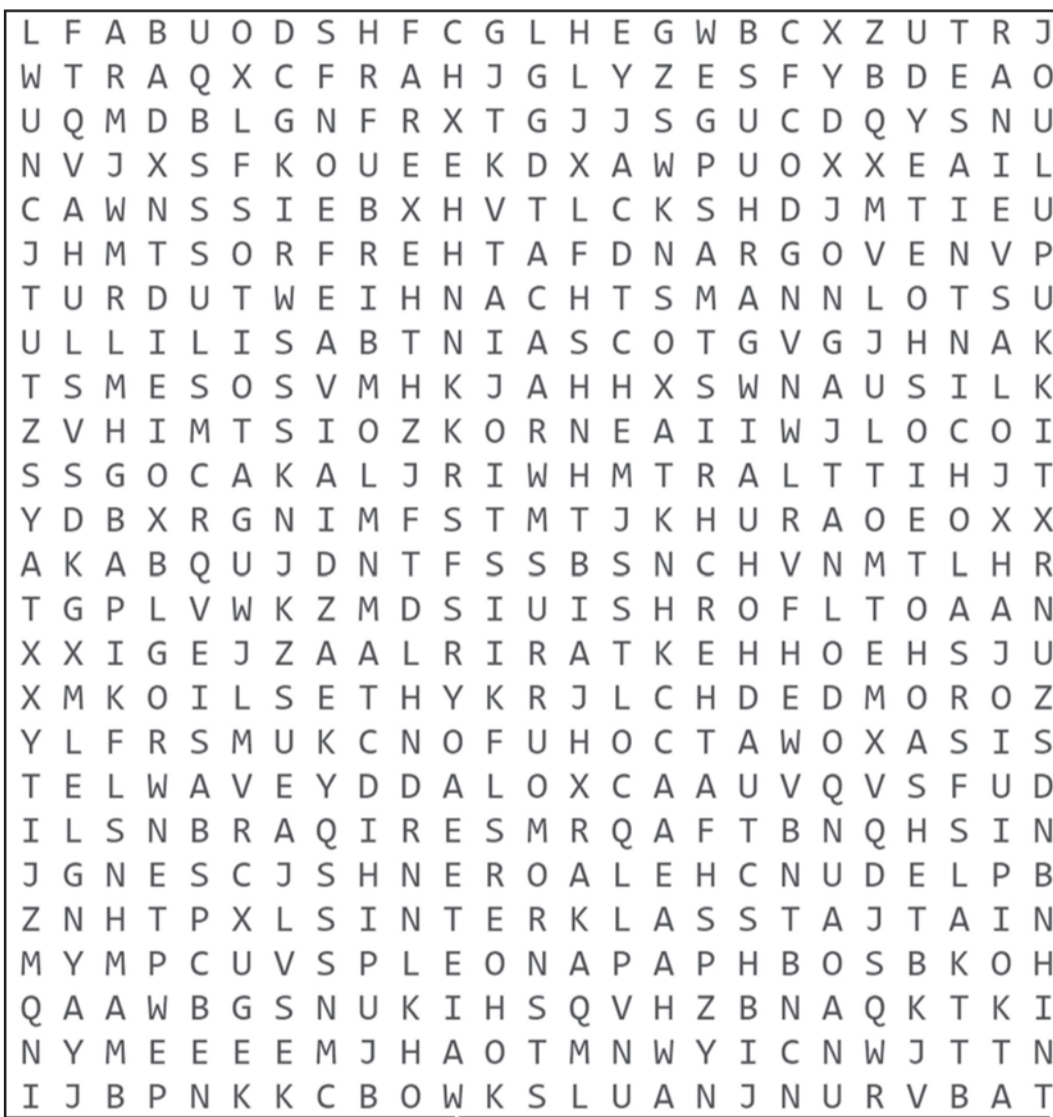 L F A B U O D S H F C G L H E G W B C X Z U T R J
W T R A Q X C F R A H J G L Y Z E S F Y B D E A O
U Q M D B L G N F R X T G J J S G U C D Q Y S N U
N V J X S F K O U E E K D X A W P U O X X E A I L
C A W N S S I E B X H V T L C K S H D J M T I E U
J H M T S O R F R E H T A F D N A R G O V E N V P
T U R D U T W E I H N A C H T S M A N N L O T S U
U L L I L I S A B T N I A S C O T G V G J H N A K
T S M E S O S V M H K J A H H X S W N A U S I L K
Z V H I M T S I O Z K O R N E A I I W J L O C O I
S S G O C A K A L J R I W H M T R A L T T I H J T
Y D B X R G N I M F S T M T J K H U R A O E O X X
A K A B Q U J D N T F S S B S N C H V N M T L H R
T G P L V W K Z M D S I U I S H R O F L T O A A N
X X I G E J Z A A L R I R A T K E H H O E H S J U
X M K O I L S E T H Y K R J L C H D E D M O R O Z
Y L F R S M U K C N O F U H O C T A W O X A S I S
T E L W A V E Y D D A L O X C A A U V Q V S F U D
I L S N B R A Q I R E S M R Q A F T B N Q H S I N
J G N E S C J S H N E R O A L E H C N U D E L P B
Z N H T P X L S I N T E R K L A S S T A J T A I N
M Y M P C U V S P L E O N A P A P H B O S B K O H
Q A A W B G S N U K I H S Q V H Z B N A Q K T K I
N Y M E E E E M J H A O T M N W Y I C N W J T T N
I J B P N K K C B O W K S L U A N J N U R V B A T